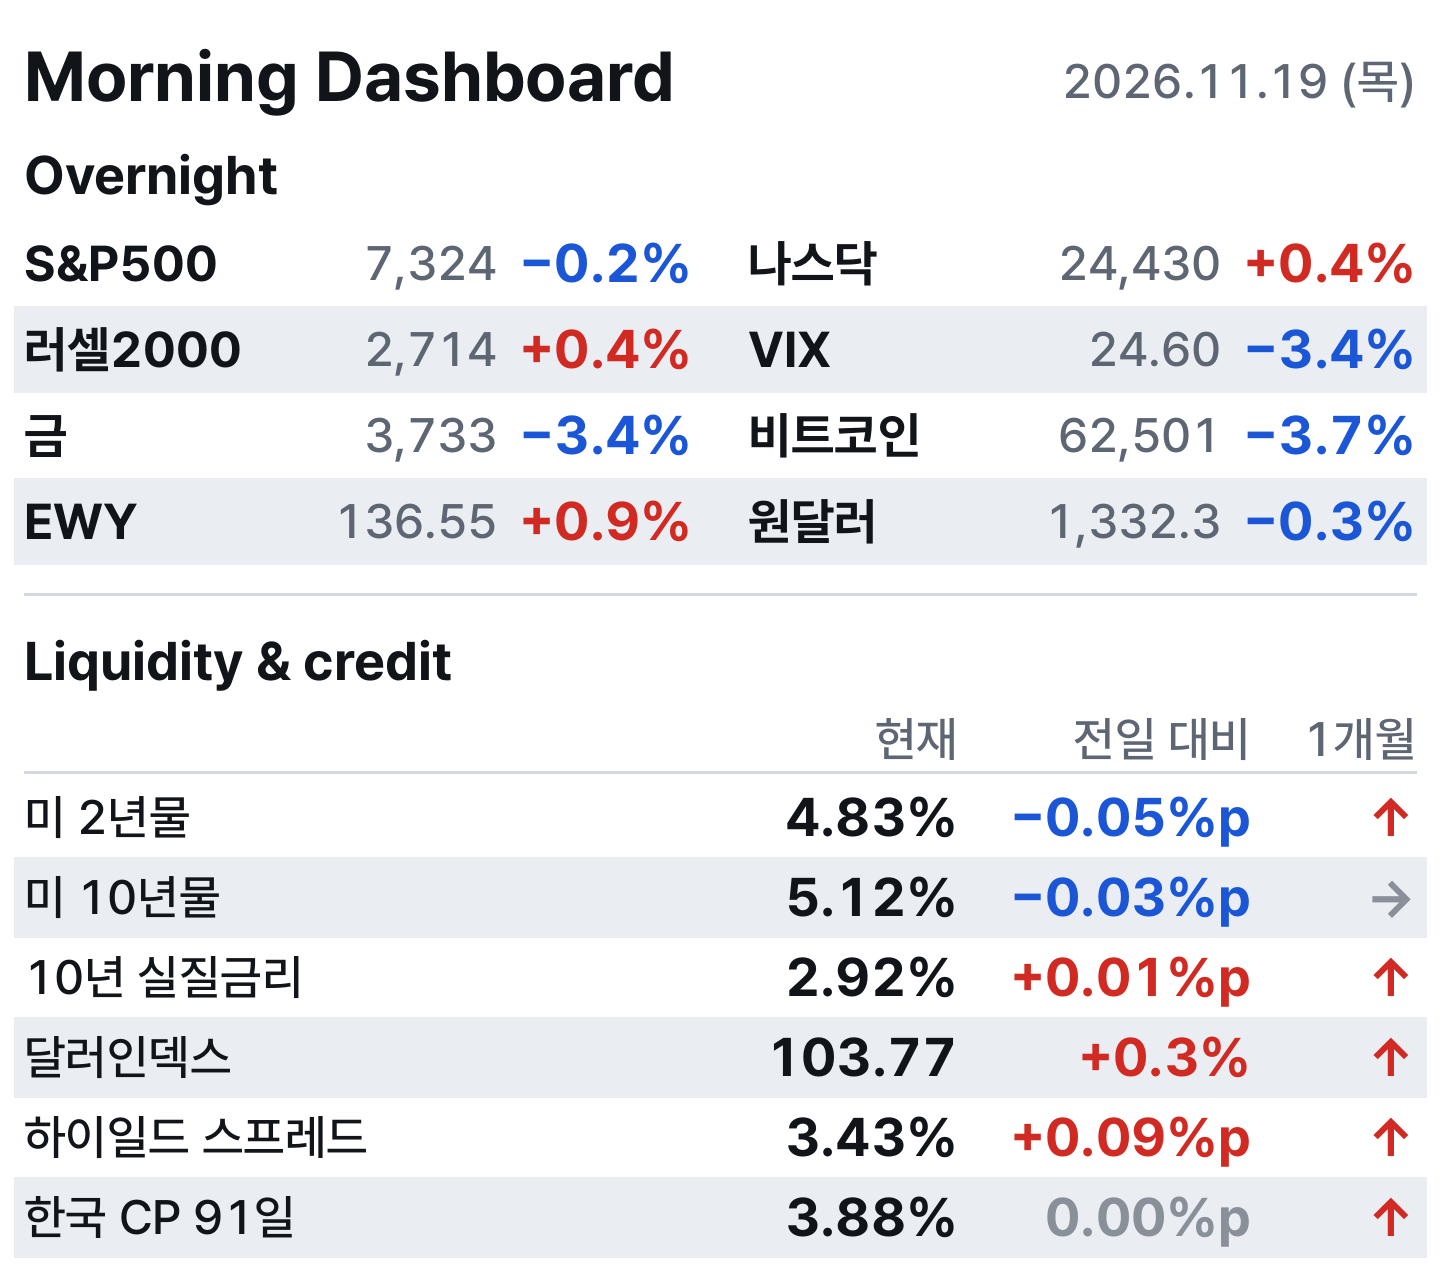 Morning Dashboard 2026.11.19 (목)
Overnight
S&P500 7,324 −0.2% 나스닥 24,430 +0.4%
러셀2000 2,714 +0.4% VIX 24.60 −3.4%
금 3,733 −3.4% 비트코인 62,501 −3.7%
EWY 136.55 +0.9% 원달러 1,332.3 −0.3%
Liquidity & credit
현재 전일 대비 1개월
미 2년물 4.83% −0.05%p ↑
미 10년물 5.12% −0.03%p →
10년 실질금리 2.92% +0.01%p ↑
달러인덱스 103.77 +0.3% ↑
하이일드 스프레드 3.43% +0.09%p ↑
한국 CP 91일 3.88% 0.00%p ↑